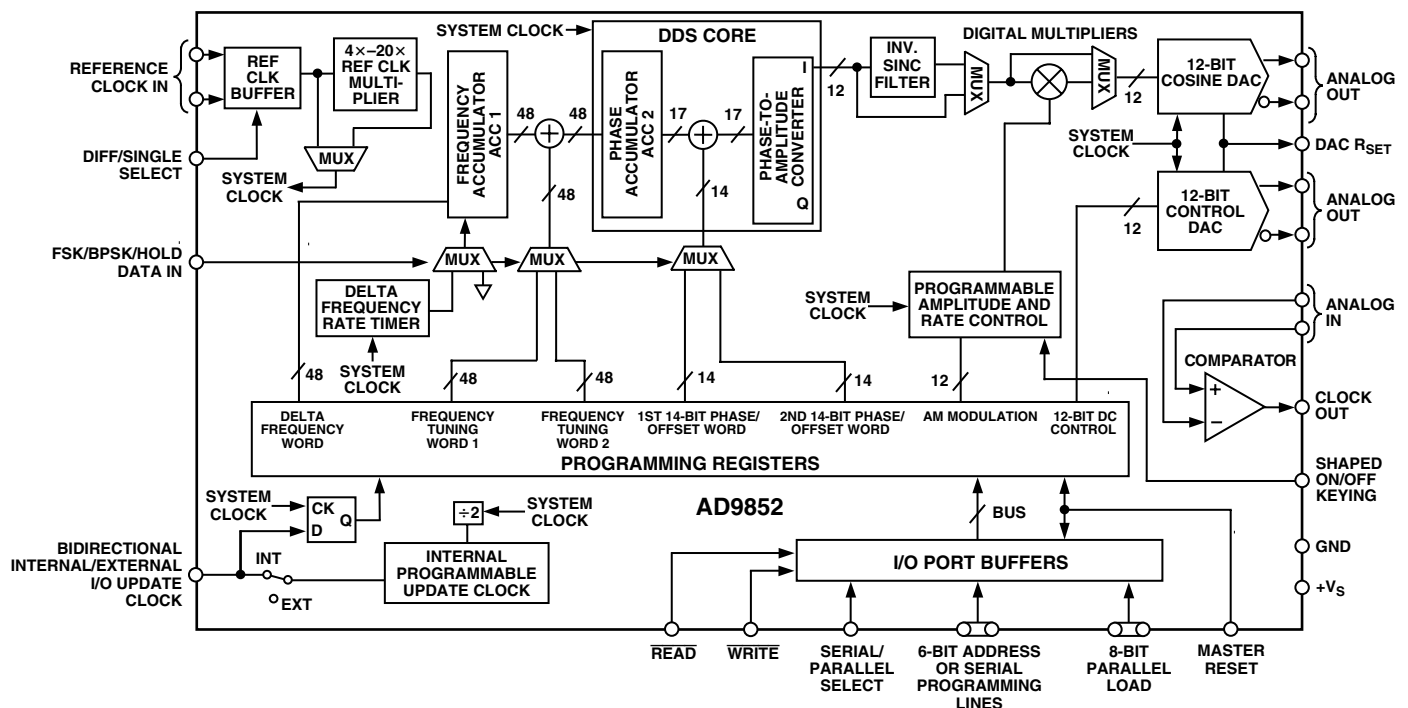 SYSTEM CLOCK
DDS CORE
DIGITAL MULTIPLIERS
REFERENCE
CLOCK IN
REF
CLK
BUFFER
4×–20×
REF CLK
MULTI-
PLIER
MUX
SYSTEM
CLOCK
DIFF/SINGLE
SELECT
FREQUENCY
ACCUMULATOR
ACC 1
48
48
48
PHASE
ACCUMULATOR
ACC 2
17
17
14
PHASE-TO-
AMPLITUDE
CONVERTER
I
Q
12
INV.
SINC
FILTER
MUX
MUX
12
12-BIT
COSINE DAC
ANALOG
OUT
SYSTEM
CLOCK
DAC RSET
12
12-BIT
CONTROL
DAC
ANALOG
OUT
FSK/BPSK/HOLD
DATA IN
MUX
MUX
MUX
DELTA
FREQUENCY
RATE TIMER
SYSTEM
CLOCK
SYSTEM
CLOCK
PROGRAMMABLE
AMPLITUDE AND
RATE CONTROL
ANALOG
IN
COMPARATOR
+
−
CLOCK
OUT
48
48
48
14
14
12
DELTA
FREQUENCY
WORD
FREQUENCY
TUNING
WORD 1
FREQUENCY
TUNING
WORD 2
1ST 14-BIT PHASE/
OFFSET WORD
2ND 14-BIT PHASE/
OFFSET WORD
AM MODULATION
12-BIT DC
CONTROL
PROGRAMMING REGISTERS
SHAPED
ON/OFF
KEYING
SYSTEM
CLOCK
CK
D
Q
÷2
SYSTEM
CLOCK
AD9852
BUS
BIDIRECTIONAL
INTERNAL/EXTERNAL
I/O UPDATE
CLOCK
INT
EXT
INTERNAL
PROGRAMMABLE
UPDATE CLOCK
I/O PORT BUFFERS
GND
+VS
READ
WRITE
SERIAL/
PARALLEL
SELECT
6-BIT ADDRESS
OR SERIAL
PROGRAMMING
LINES
8-BIT
PARALLEL
LOAD
MASTER
RESET